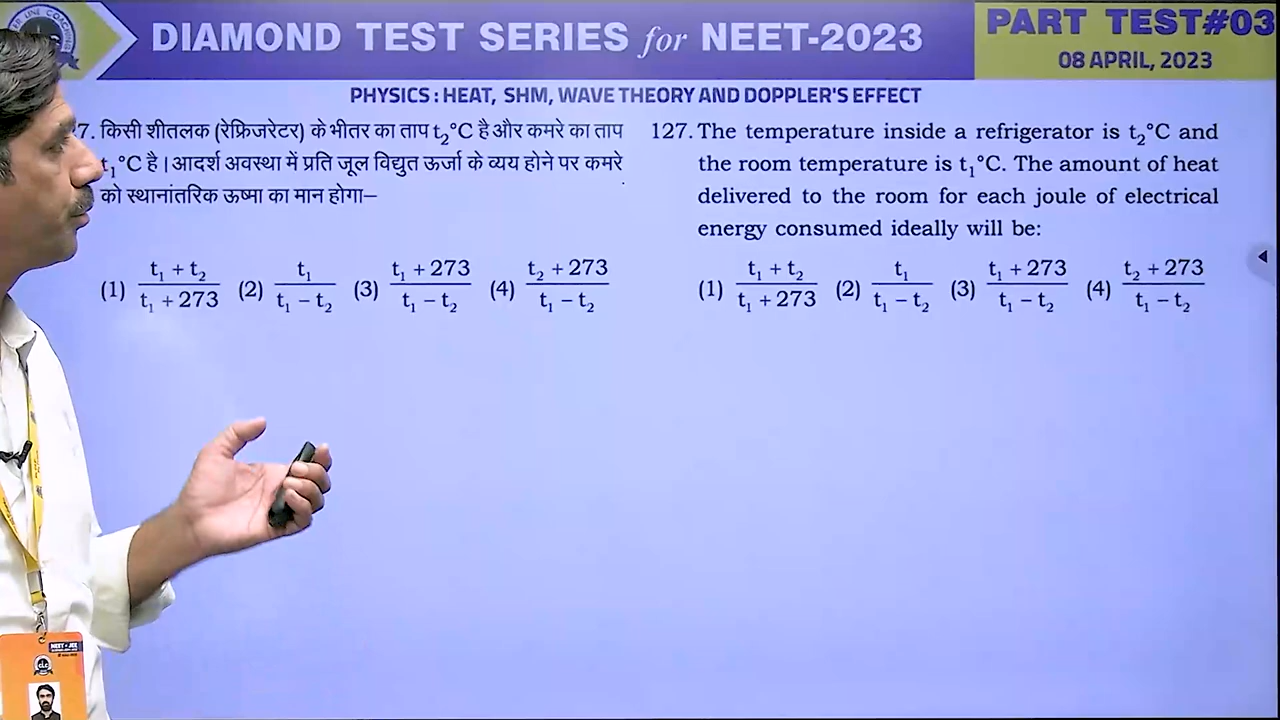 DIAMOND TEST SERIES for NEET-2023
PART TEST#03
08 APRIL, 2023
PHYSICS : HEAT, SHM, WAVE THEORY AND DOPPLER'S EFFECT
7. किसी शीतलक (रेफ्रिजरेटर) के भीतर का ताप t₂°C है और कमरे का ताप
t₁°C है। आदर्श अवस्था में प्रति जूल विद्युत ऊर्जा के व्यय होने पर कमरे
को स्थानांतरिक ऊष्मा का मान होगा–
(1) (t₁ + t₂)/(t₁ + 273) (2) t₁/(t₁ – t₂) (3) (t₁ + 273)/(t₁ – t₂) (4) (t₂ + 273)/(t₁ – t₂)
127. The temperature inside a refrigerator is t₂°C and
the room temperature is t₁°C. The amount of heat
delivered to the room for each joule of electrical
energy consumed ideally will be:
(1) (t₁ + t₂)/(t₁ + 273) (2) t₁/(t₁ – t₂) (3) (t₁ + 273)/(t₁ – t₂) (4) (t₂ + 273)/(t₁ – t₂)
NEET - JEE
CLC